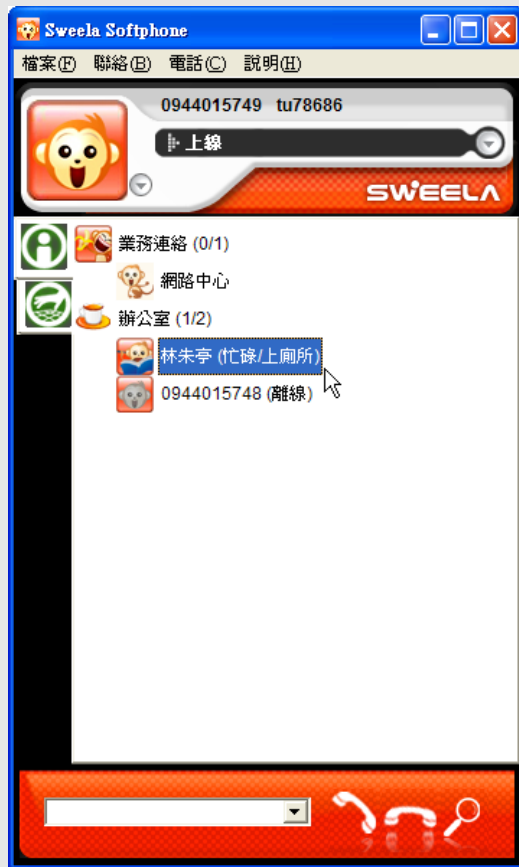 Sweela Softphone
檔案(F) 聯絡(B) 電話(C) 說明(H)
0944015749 tu78686
上線
SWEELA
業務連絡 (0/1)
網路中心
辦公室 (1/2)
林朱亭 (忙碌/上廁所)
0944015748 (離線)